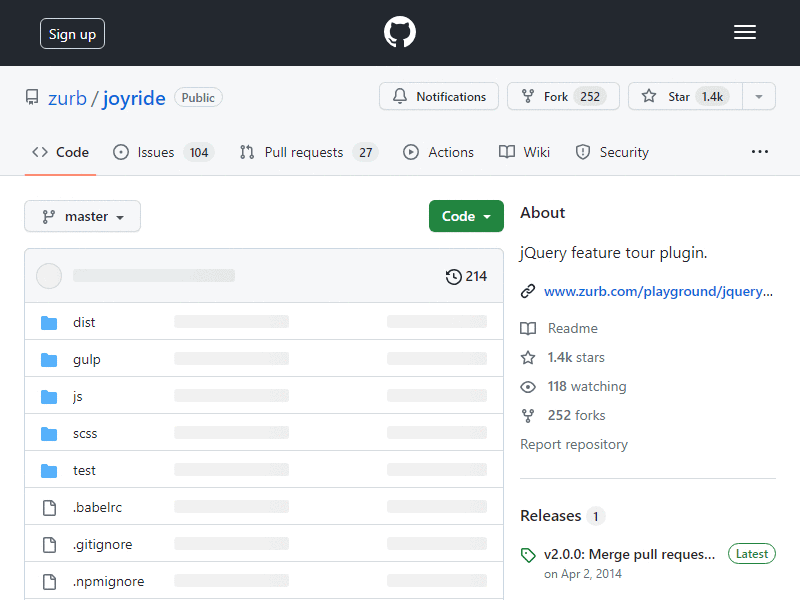 Sign up
zurb / joyride Public
Notifications
Fork 252
Star 1.4k
Code
Issues 104
Pull requests 27
Actions
Wiki
Security
master
Code
214
dist
gulp
js
scss
test
.babelrc
.gitignore
.npmignore
About
jQuery feature tour plugin.
www.zurb.com/playground/jquery...
Readme
1.4k stars
118 watching
252 forks
Report repository
Releases 1
v2.0.0: Merge pull reques... Latest
on Apr 2, 2014